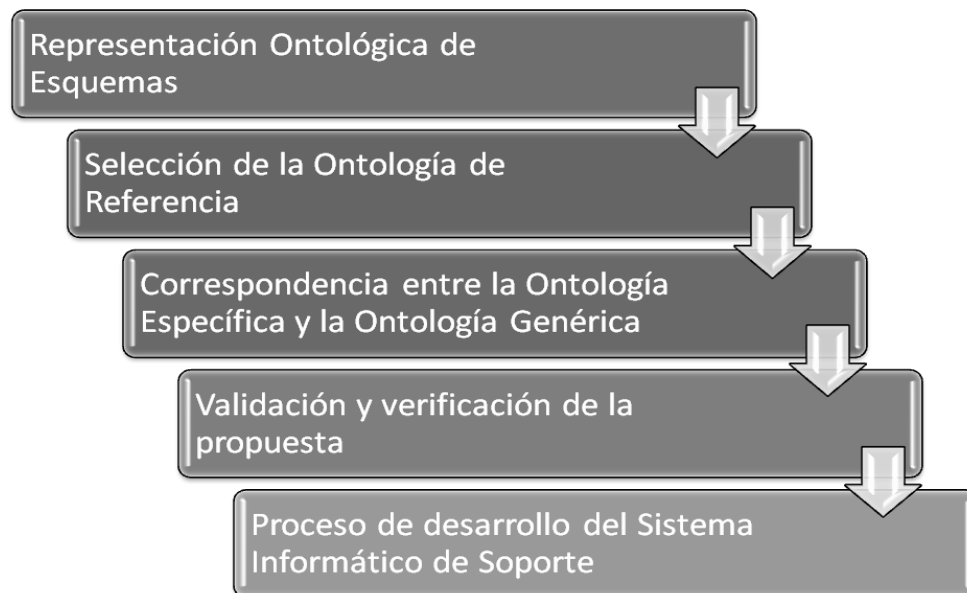 Representación Ontológica de
Esquemas
Selección de la Ontología de
Referencia
Correspondencia entre la Ontología
Específica y la Ontología Genérica
Validación y verificación de la
propuesta
Proceso de desarrollo del Sistema
Informático de Soporte